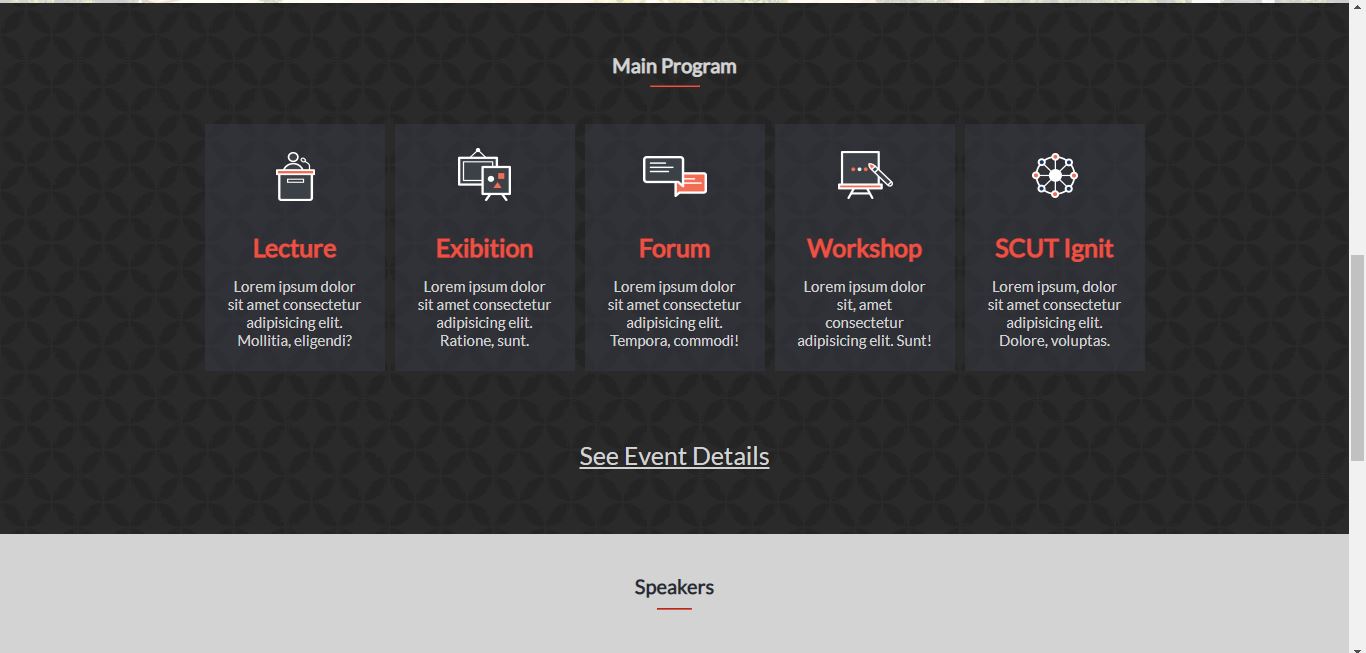 Main Program
Lecture
Lorem ipsum dolor
sit amet consectetur
adipisicing elit.
Mollitia, eligendi?
Exibition
Lorem ipsum dolor
sit amet consectetur
adipisicing elit.
Ratione, sunt.
Forum
Lorem ipsum dolor
sit amet consectetur
adipisicing elit.
Tempora, commodi!
Workshop
Lorem ipsum dolor
sit, amet
consectetur
adipisicing elit. Sunt!
SCUT Ignit
Lorem ipsum, dolor
sit amet consectetur
adipisicing elit.
Dolore, voluptas.
See Event Details
Speakers